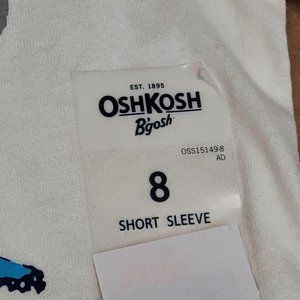 EST. 1895
OSHKOSH
B'gosh
OSS15149-8
AD
8
SHORT SLEEVE